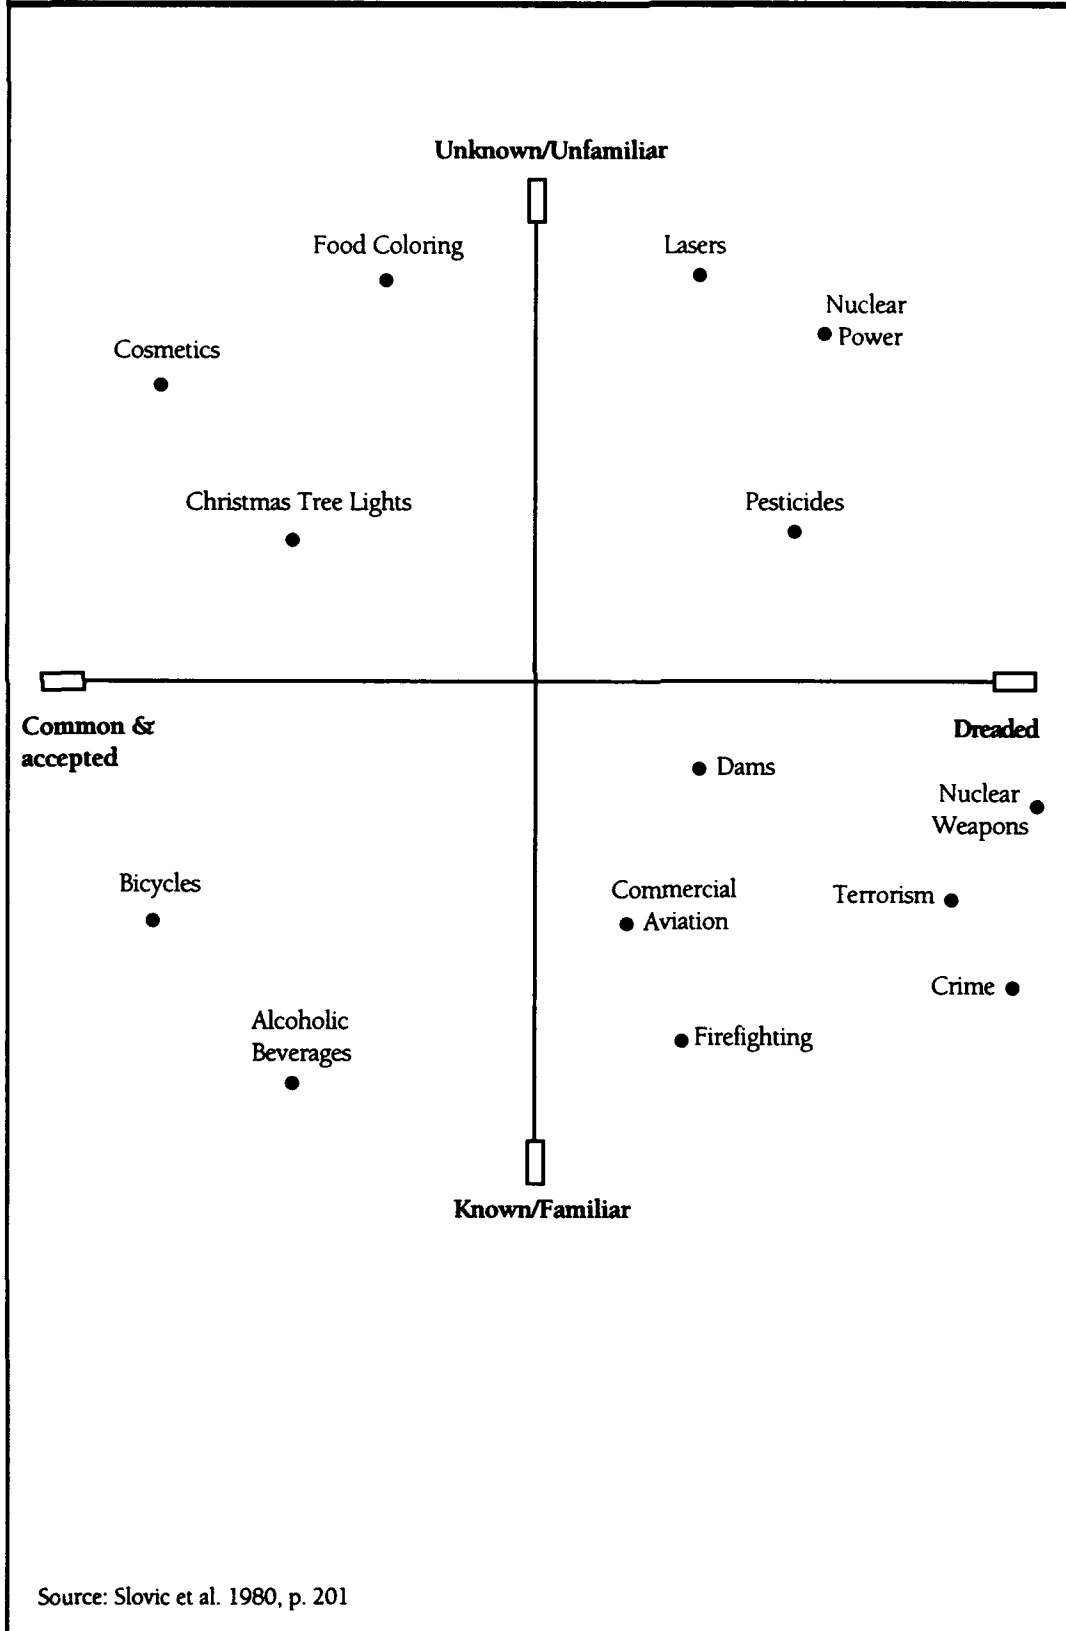 Unknown/Unfamiliar
Food Coloring
Lasers
Nuclear
Power
Cosmetics
Christmas Tree Lights
Pesticides
Common &
accepted
Dreaded
Dams
Nuclear
Weapons
Bicycles
Commercial
Aviation
Terrorism
Crime
Alcoholic
Beverages
Firefighting
Known/Familiar
Source: Slovic et al. 1980, p. 201